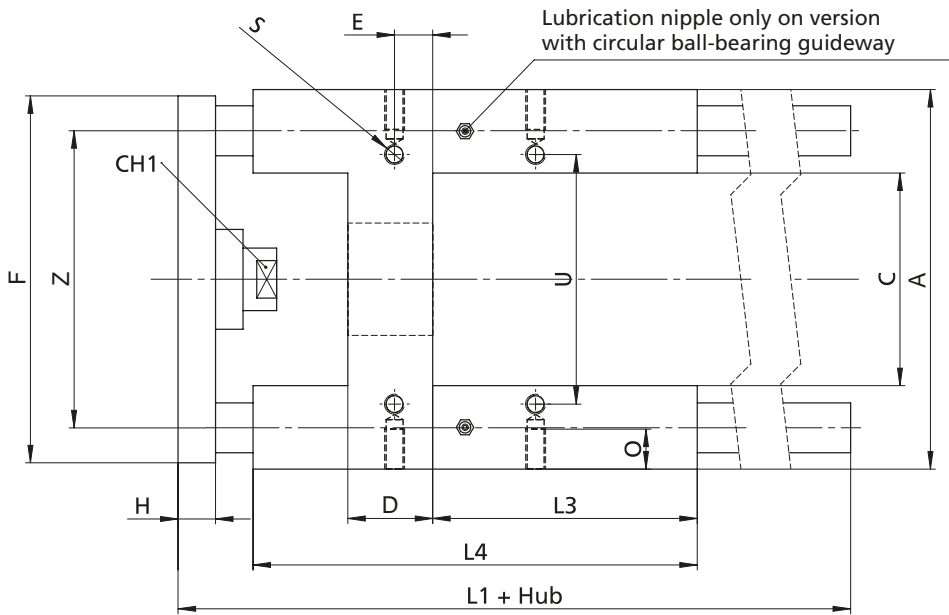 E
S
Lubrication nipple only on version
with circular ball-bearing guideway
CH1
F
Z
U
C
A
O
H
D
L3
L4
L1 + Hub